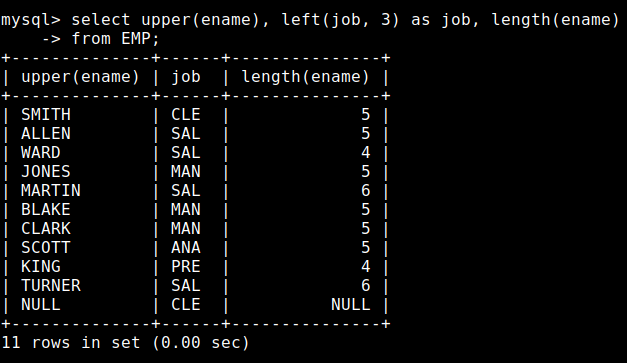 mysql> select upper(ename), left(job, 3) as job, length(ename)
    -> from EMP;
+--------------+------+---------------+
| upper(ename) | job  | length(ename) |
+--------------+------+---------------+
| SMITH        | CLE  |             5 |
| ALLEN        | SAL  |             5 |
| WARD         | SAL  |             4 |
| JONES        | MAN  |             5 |
| MARTIN       | SAL  |             6 |
| BLAKE        | MAN  |             5 |
| CLARK        | MAN  |             5 |
| SCOTT        | ANA  |             5 |
| KING         | PRE  |             4 |
| TURNER       | SAL  |             6 |
| NULL         | CLE  |          NULL |
+--------------+------+---------------+
11 rows in set (0.00 sec)